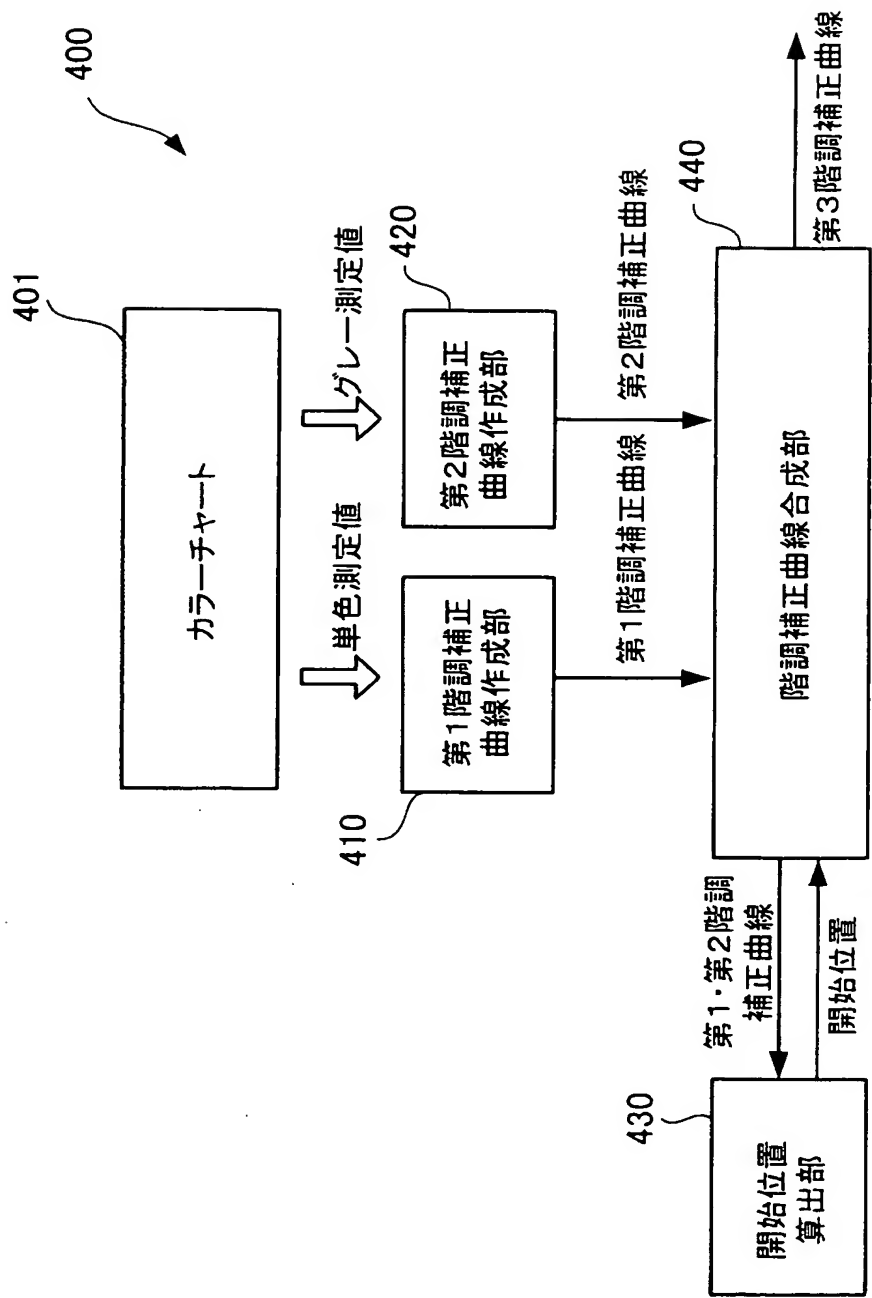 400
401
カラーチャート
単色測定値
グレー測定値
410
第1階調補正
曲線作成部
420
第2階調補正
曲線作成部
第1階調補正曲線
第2階調補正曲線
430
開始位置
算出部
第1・第2階調
補正曲線
開始位置
440
階調補正曲線合成部
第3階調補正曲線